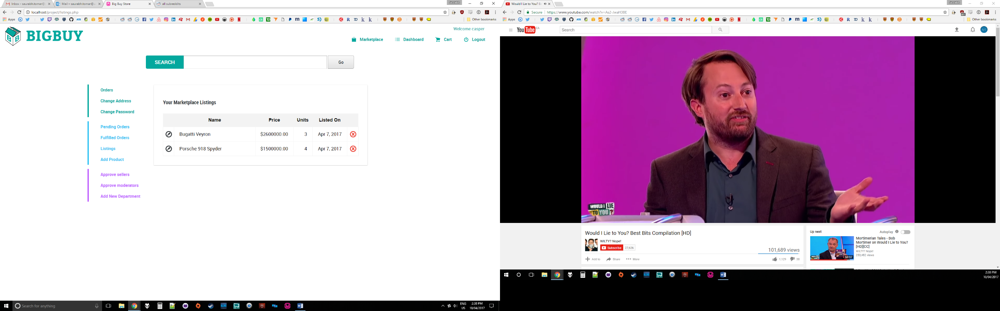 Inbox - saurabh.tomar@
Mail – saurabh.tomar@
Big Buy Store
all subreddits
Saurabh
localhost/project/listings.php
Apps
Other bookmarks
BIGBUY
Welcome casper
Marketplace
Dashboard
Cart
Logout
SEARCH
Go
Orders
Change Address
Change Password
Pending Orders
Fulfilled Orders
Listings
Add Product
Approve sellers
Approve moderators
Add New Department
Your Marketplace Listings
Name Price Units Listed On
Bugatti Veyron $2600000.00 3 Apr 7, 2017
Porsche 918 Spyder $1500000.00 4 Apr 7, 2017
Search for anything
ENG
US
2:38 PM
10/04/2017
Would I Lie to You? Be
Saurabh
Secure https://www.youtube.com/watch?v=As2-JwaH3BE
Apps
Other bookmarks
YouTube CA
Search
WOULD I LIE
TO YOU?
Would I Lie to You? Best Bits Compilation [HD]
WILTY? Nope!
Subscribe 27,626
101,689 views
Add to Share More
1,129 38
Up next
Autoplay
50:37
Mortimerian Tales - Bob
Mortimer on Would I Lie to You?
[HD][CC]
WILTY? Nope!
253,482 views
2:38 PM
10/04/2017